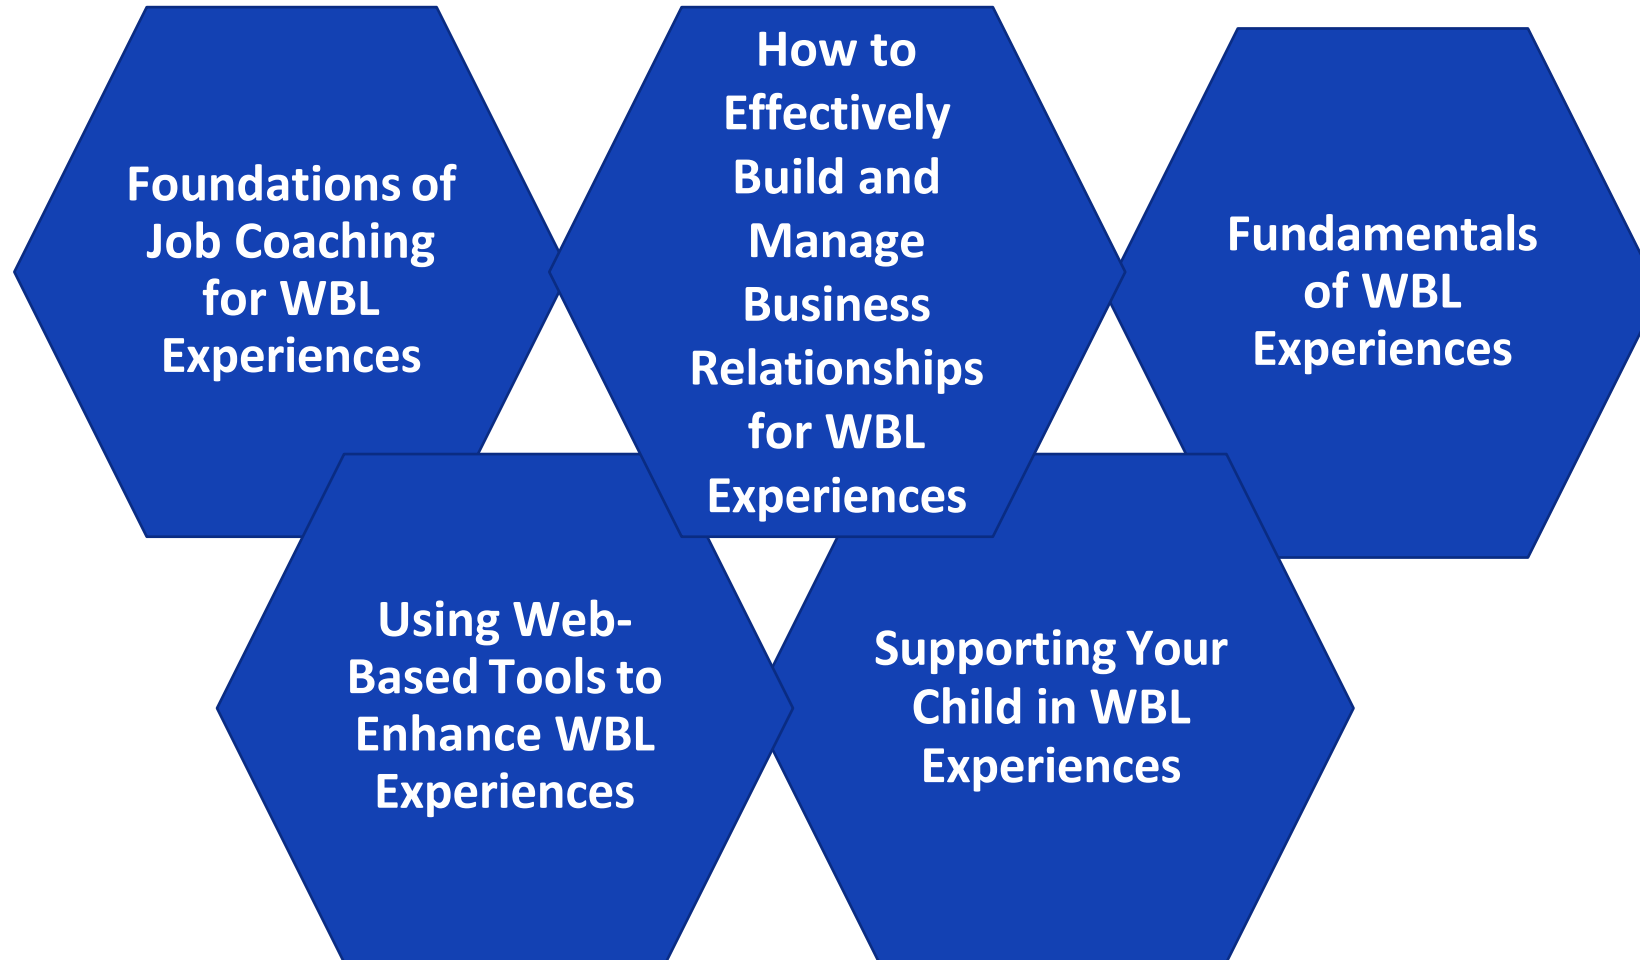 Foundations of
Job Coaching
for WBL
Experiences
How to
Effectively
Build and
Manage
Business
Relationships
for WBL
Experiences
Fundamentals
of WBL
Experiences
Using Web-
Based Tools to
Enhance WBL
Experiences
Supporting Your
Child in WBL
Experiences